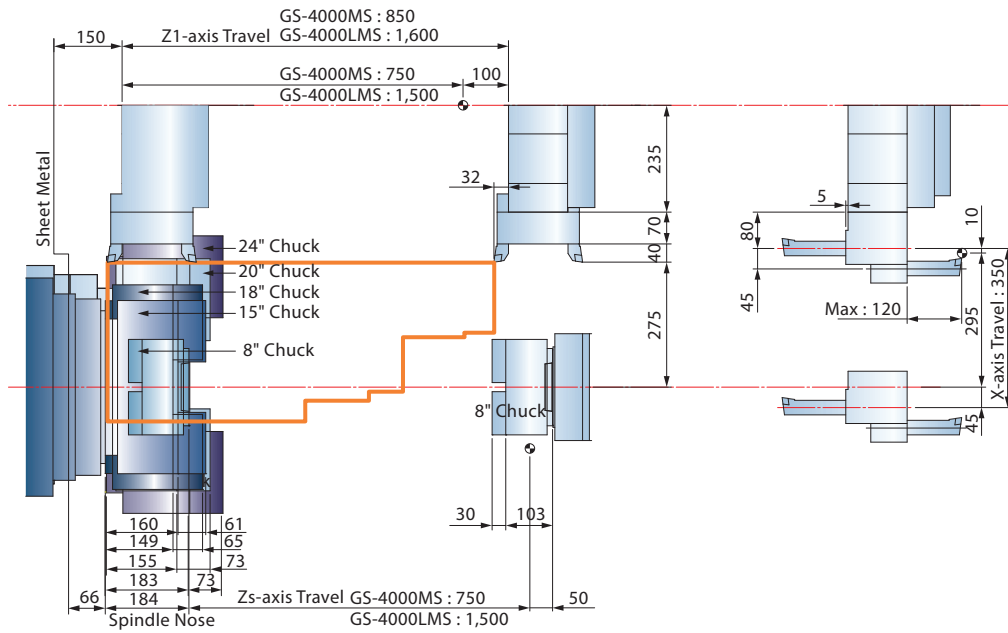 GS-4000MS : 850
150
Z1-axis Travel
GS-4000LMS : 1,600
GS-4000MS : 750
100
GS-4000LMS : 1,500
Sheet Metal
32
235
70
40
275
5
80
45
10
Max : 120
295
X-axis Travel : 350
45
24" Chuck
20" Chuck
18" Chuck
15" Chuck
8" Chuck
8" Chuck
30
103
160
61
149
65
155
73
183
73
66
184
Zs-axis Travel
GS-4000MS : 750
50
Spindle Nose
GS-4000LMS : 1,500